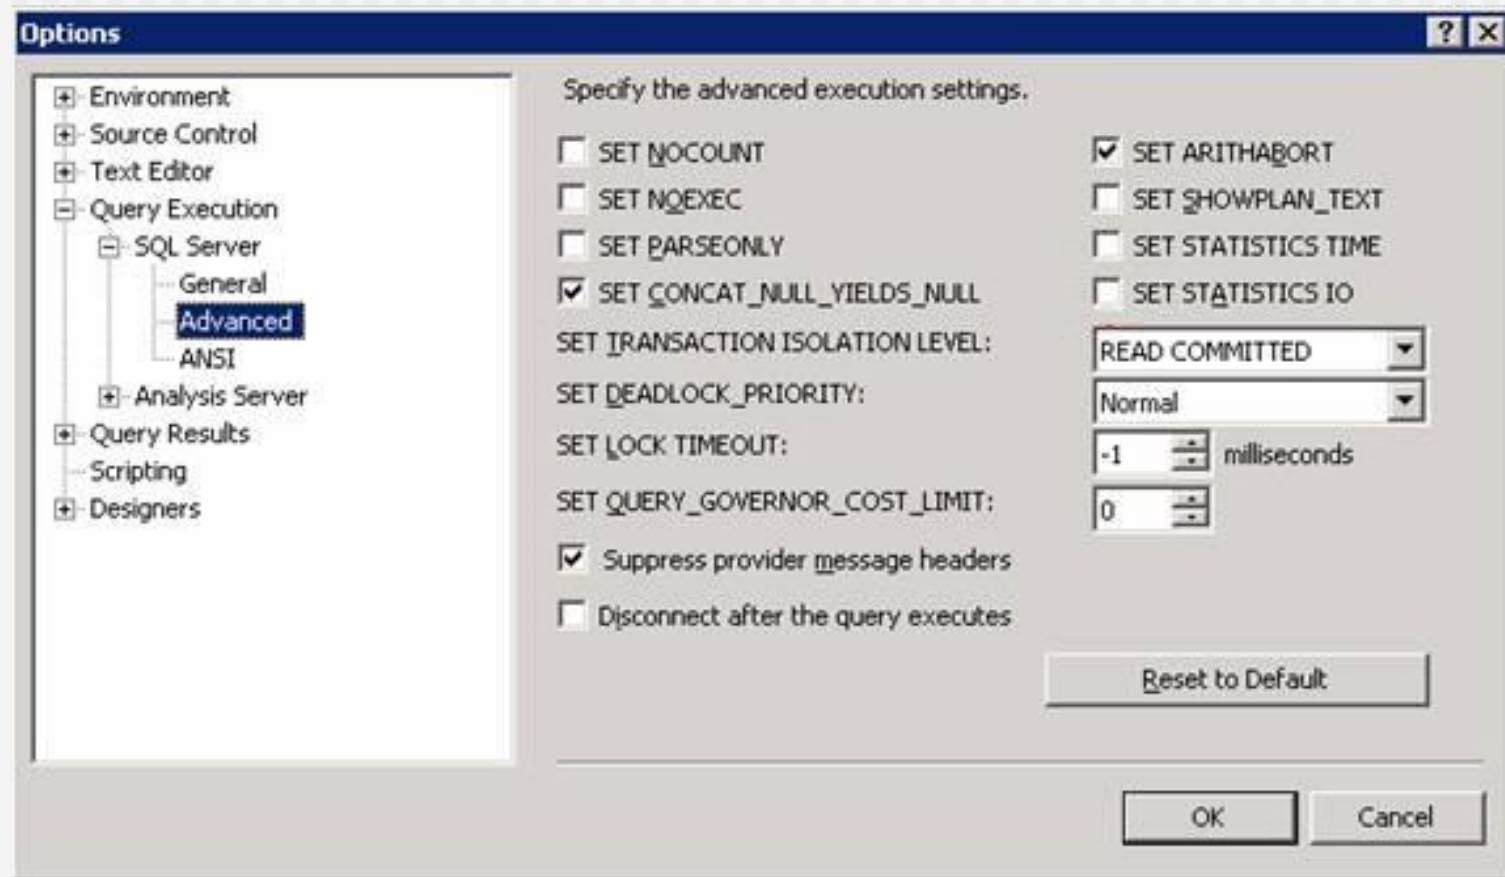 Options
Environment
Source Control
Text Editor
Query Execution
SQL Server
General
Advanced
ANSI
Analysis Server
Query Results
Scripting
Designers
Specify the advanced execution settings.
SET NOCOUNT
SET ARITHABORT
SET NOEXEC
SET SHOWPLAN_TEXT
SET PARSEONLY
SET STATISTICS TIME
SET CONCAT_NULL_YIELDS_NULL
SET STATISTICS IO
SET TRANSACTION ISOLATION LEVEL: READ COMMITTED
SET DEADLOCK_PRIORITY: Normal
SET LOCK TIMEOUT: -1 milliseconds
SET QUERY_GOVERNOR_COST_LIMIT: 0
Suppress provider message headers
Disconnect after the query executes
Reset to Default
OK Cancel